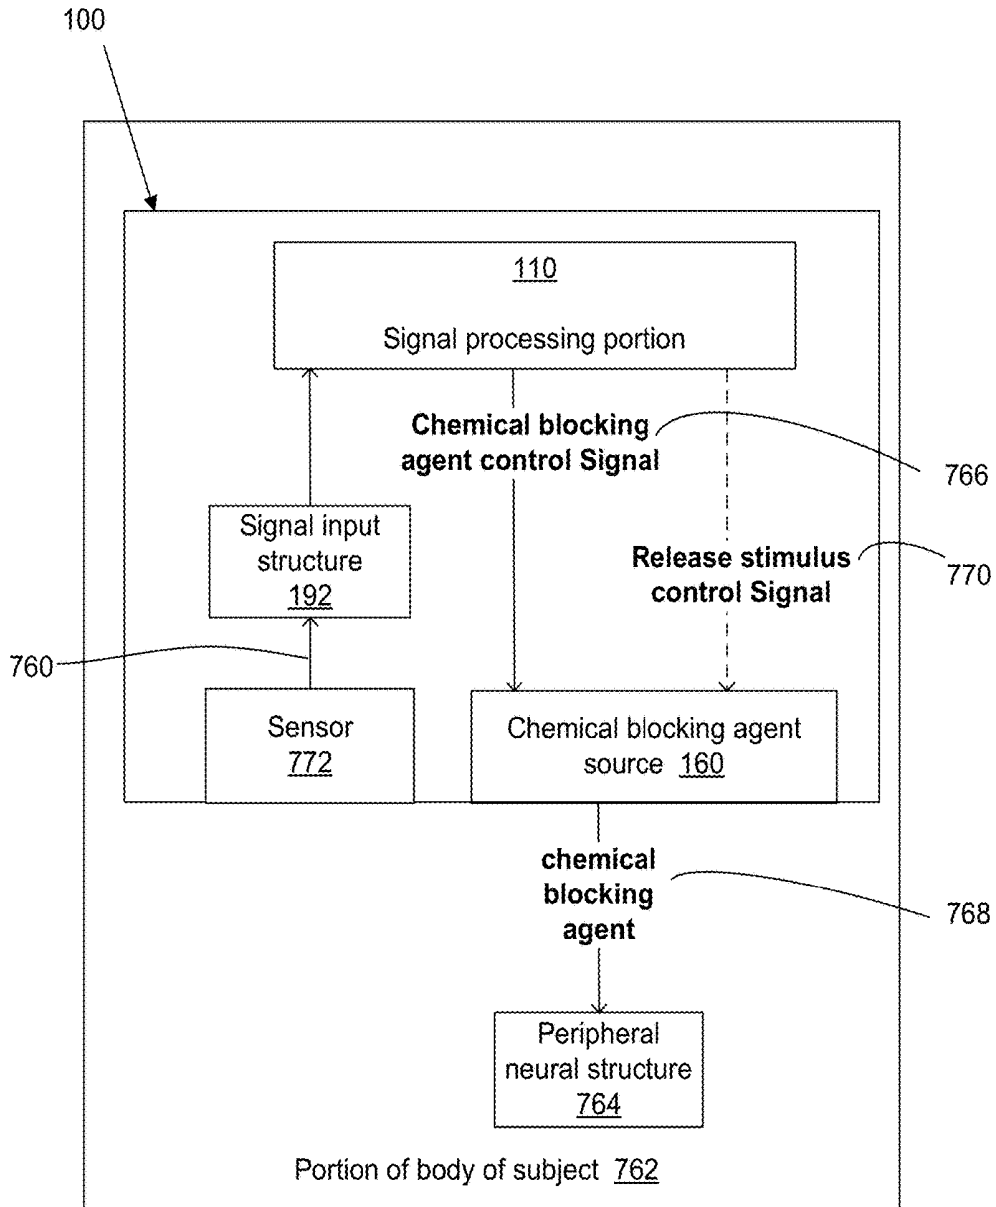 100
110
Signal processing portion
Chemical blocking
agent control Signal
766
Signal input
structure
192
Release stimulus
control Signal
770
760
Sensor
772
Chemical blocking agent
source 160
chemical
blocking
agent
768
Peripheral
neural structure
764
Portion of body of subject 762